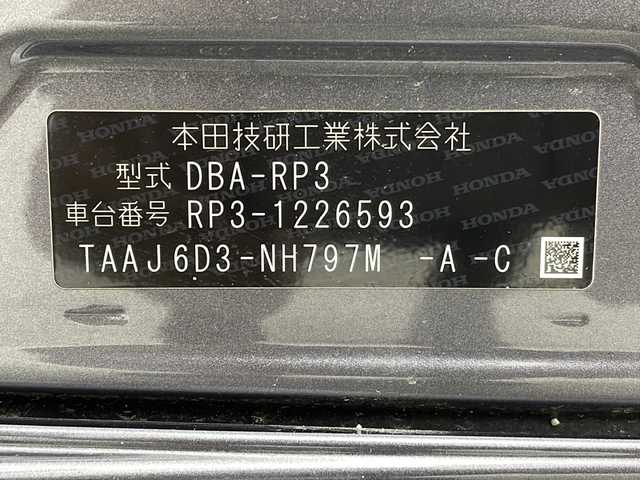 本田技研工業株式会社
型式 DBA-RP3
車台番号 RP3-1226593
TAAJ6D3-NH797M -A -C